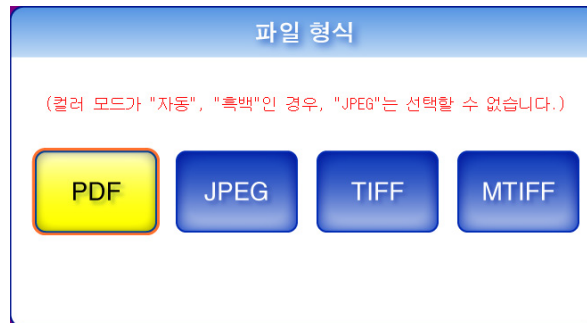 파일 형식
(컬러 모드가 "자동", "흑백"인 경우, "JPEG"는 선택할 수 없습니다.)
PDF JPEG TIFF MTIFF